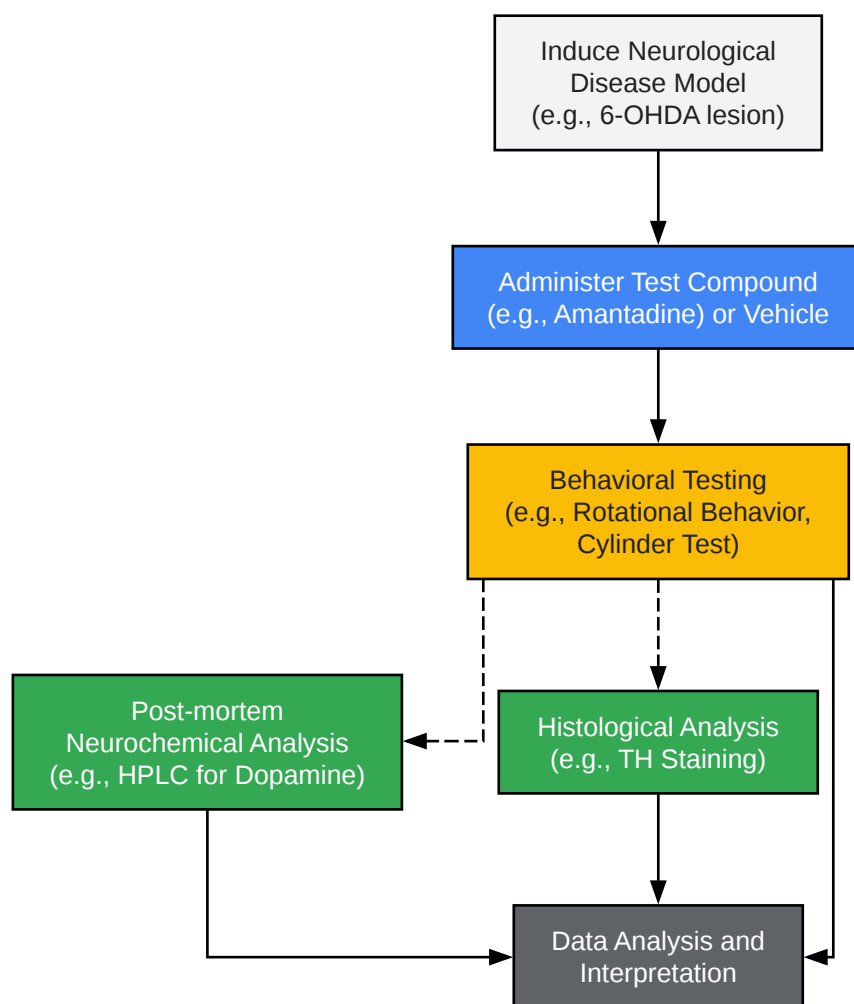 Induce Neurological
Disease Model
(e.g., 6-OHDA lesion)
Administer Test Compound
(e.g., Amantadine) or Vehicle
Behavioral Testing
(e.g., Rotational Behavior,
Cylinder Test)
Post-mortem
Neurochemical Analysis
(e.g., HPLC for Dopamine)
Histological Analysis
(e.g., TH Staining)
Data Analysis and
Interpretation